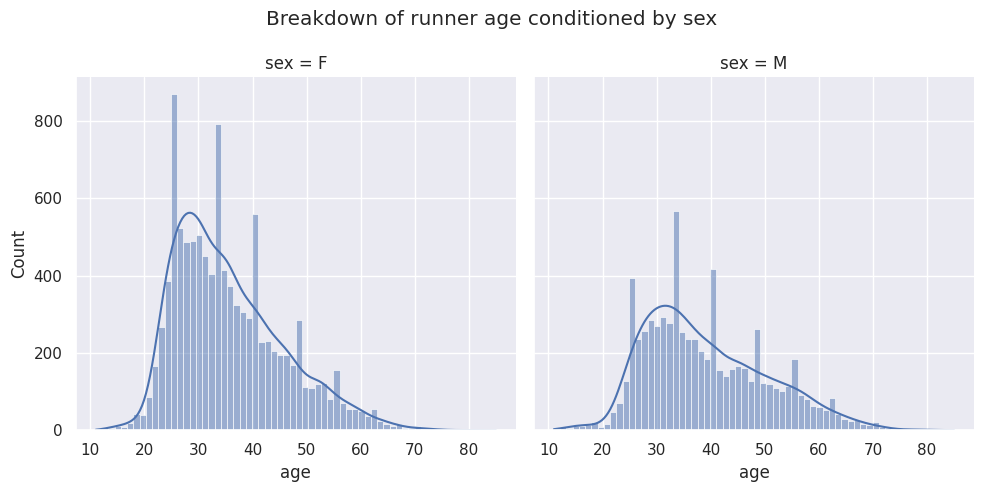 Breakdown of runner age conditioned by sex
sex = F
sex = M
Count
800
600
400
200
0
10 20 30 40 50 60 70 80
10 20 30 40 50 60 70 80
age
age